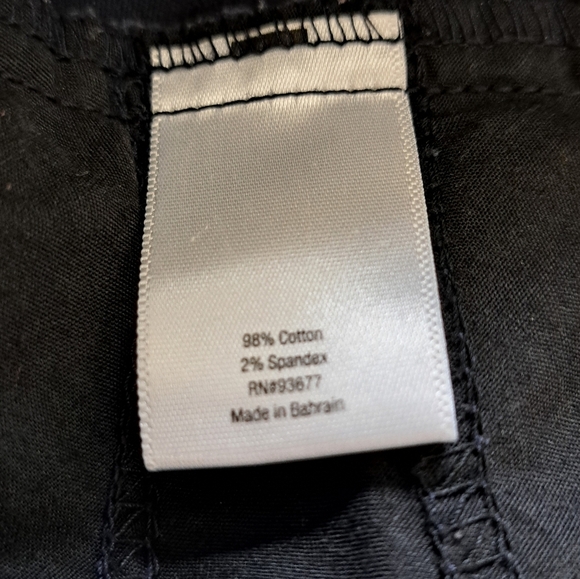 98% Cotton
2% Spandex
RN#93677
Made in Bahrain